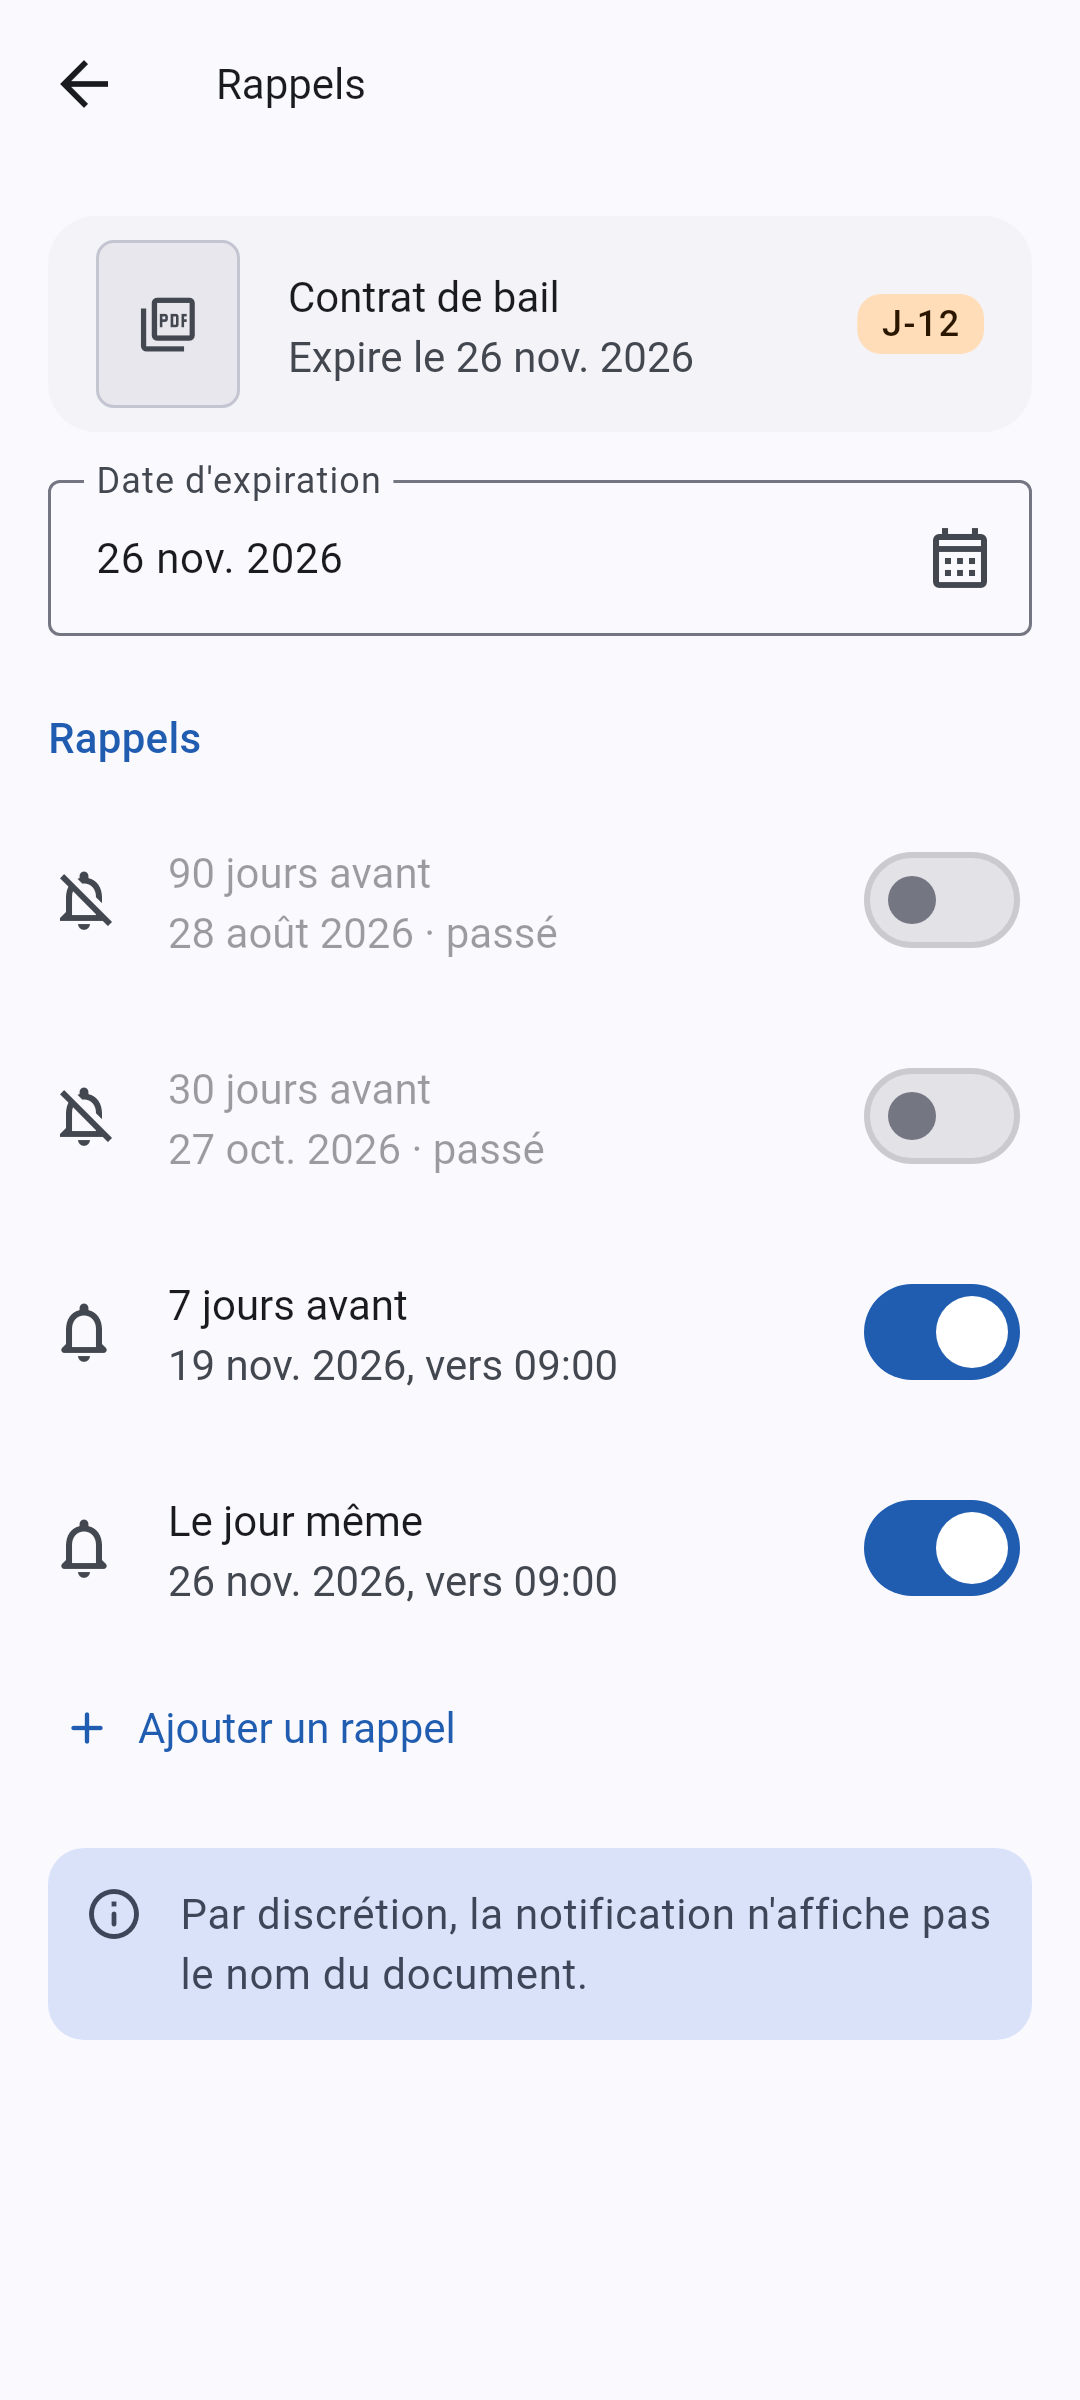 Rappels
PDF
Contrat de bail
Expire le 26 nov. 2026
J-12
Date d'expiration
26 nov. 2026
Rappels
90 jours avant
28 août 2026 · passé
30 jours avant
27 oct. 2026 · passé
7 jours avant
19 nov. 2026, vers 09:00
Le jour même
26 nov. 2026, vers 09:00
Ajouter un rappel
Par discrétion, la notification n'affiche pas
le nom du document.